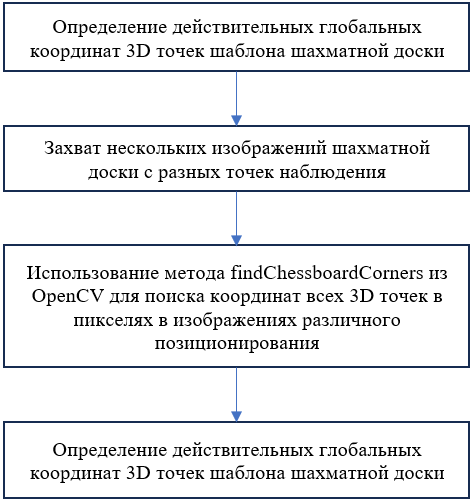 Определение действительных глобальных
координат 3D точек шаблона шахматной доски
Захват нескольких изображений шахматной
доски с разных точек наблюдения
Использование метода findChessboardCorners из
OpenCV для поиска координат всех 3D точек в
пикселях в изображениях различного
позиционирования
Определение действительных глобальных
координат 3D точек шаблона шахматной доски